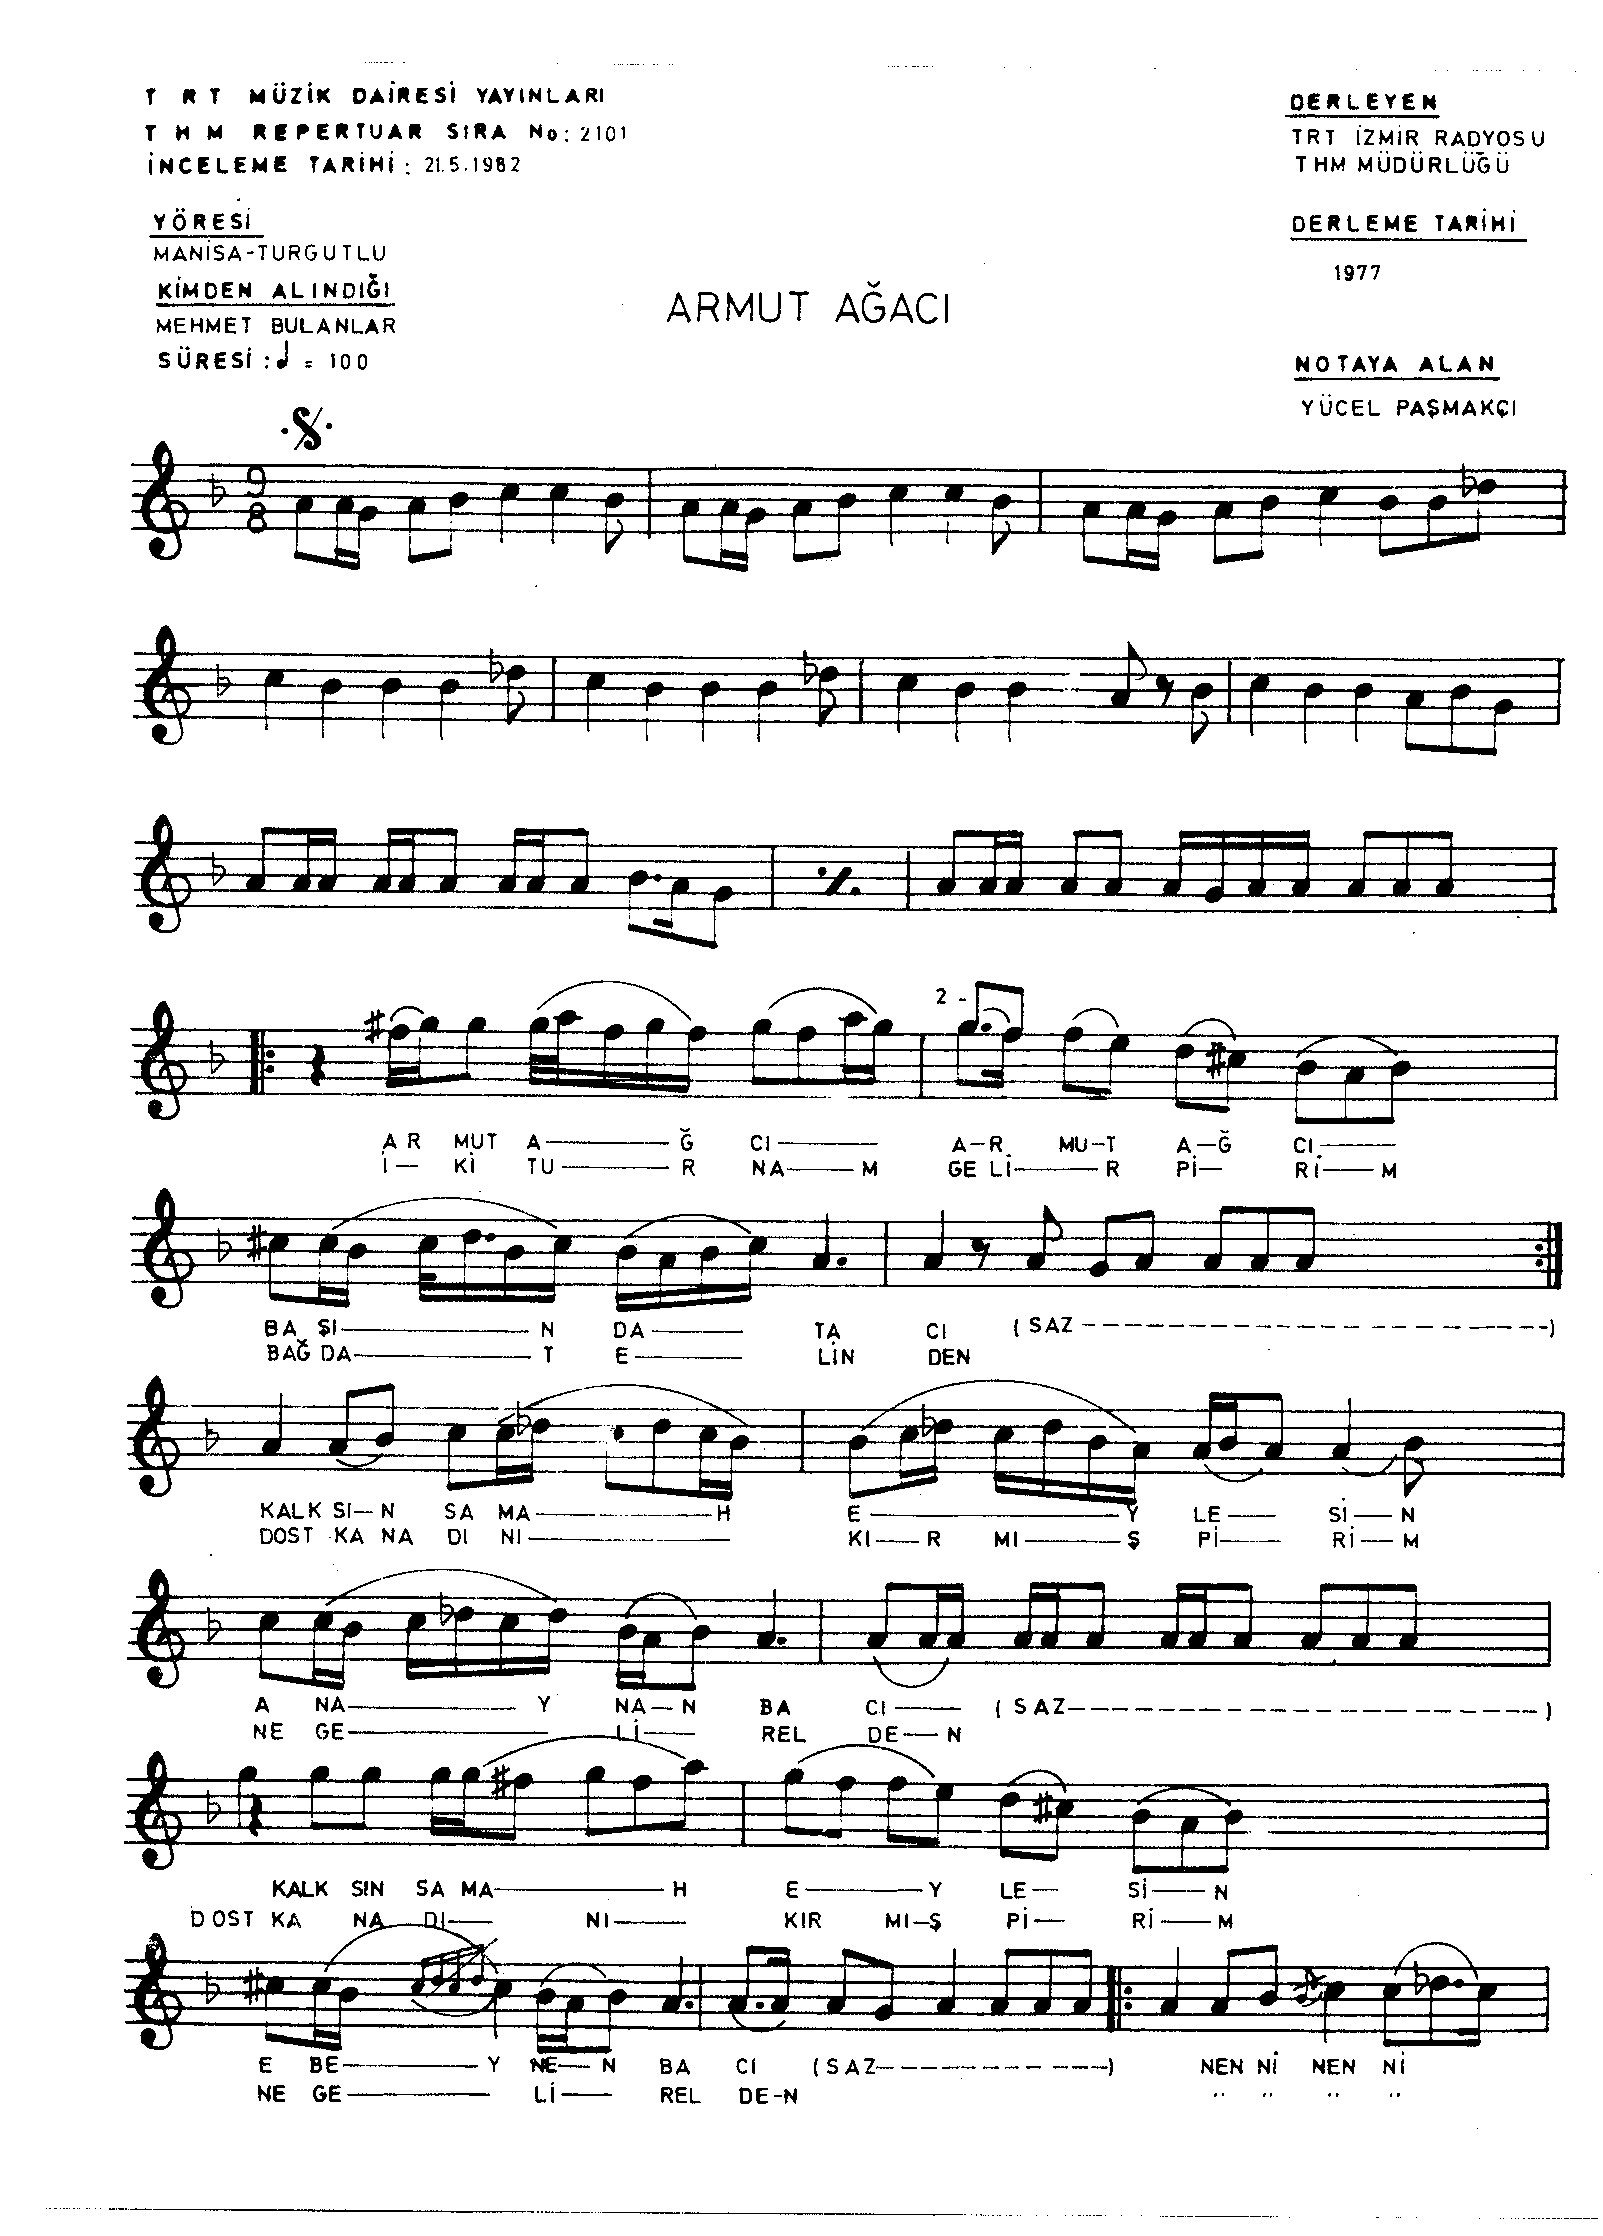 T R T MÜZİK DAİRESİ YAYINLARI
T H M REPERTUAR SIRA No: 2101
İNCELEME TARİHİ : 21.5.1982
DERLEYEN
TRT İZMİR RADYOSU
THM MÜDÜRLÜĞÜ
YÖRESİ
MANİSA-TURGUTLU
KİMDEN ALINDIĞI
MEHMET BULANLAR
SÜRESİ : ♩ = 100
DERLEME TARİHİ
1977
ARMUT AĞACI
NOTAYA ALAN
YÜCEL PAŞMAKÇI
9
8
2 -
AR MUT A——Ğ CI—— A-R MU-T A—Ğ CI——
İ— Kİ TU——R NA——M GE Lİ——R Pİ— Rİ——M
BA ŞI——N DA—— TA CI (SAZ ----------)
BAĞ DA——T E—— LİN DEN
KALK SI—N SA MA——H E——Y LE—— Sİ——N
DOST KA NA DI NI—— KI——R MI——Ş Pİ—— Rİ——M
A NA——Y NA—N BA CI—— (SAZ ----------)
NE GE—— Lİ—— REL DE——N
KALK SIN SA MA——H E——Y LE— Sİ——N
DOST KA NA DI—— NI—— KIR MI-Ş Pİ— Rİ——M
E BE——Y NE—N BA CI (SAZ ----------) NEN Nİ NEN Nİ
NE GE—— Lİ—— REL DE-N " " " "